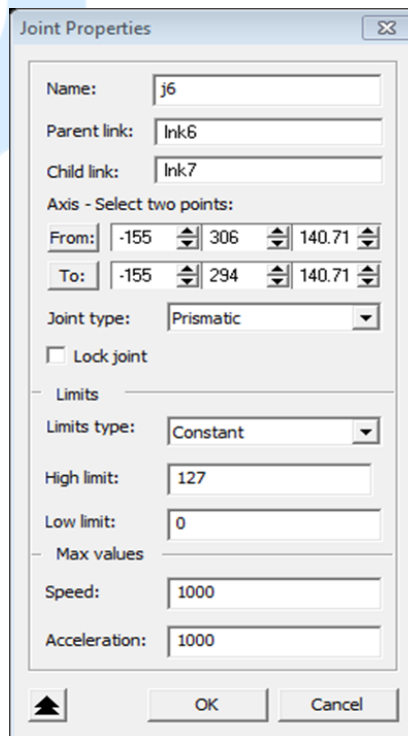 Joint Properties
Name: j6
Parent link: lnk6
Child link: lnk7
Axis - Select two points:
From: -155 306 140.71
To: -155 294 140.71
Joint type: Prismatic
Lock joint
Limits
Limits type: Constant
High limit: 127
Low limit: 0
Max values
Speed: 1000
Acceleration: 1000
OK Cancel